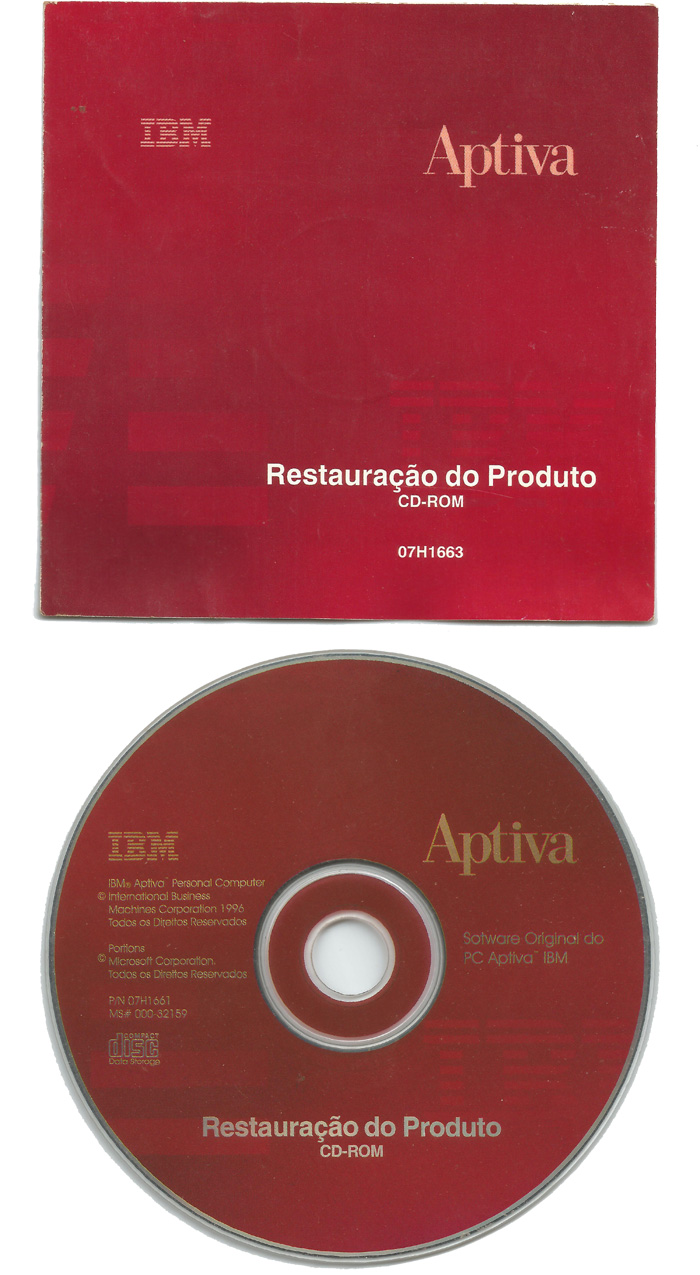 IBM
Aptiva
Restauração do Produto
CD-ROM
07H1663
IBM
Aptiva
IBM® Aptiva™ Personal Computer
© International Business
Machines Corporation 1996
Todos os Direitos Reservados
Portions
© Microsoft Corporation.
Todos os Direitos Reservados
P/N 07H1661
MS# 000-32159
COMPACT
disc
Data Storage
Sotware Original do
PC Aptiva™ IBM
Restauração do Produto
CD-ROM